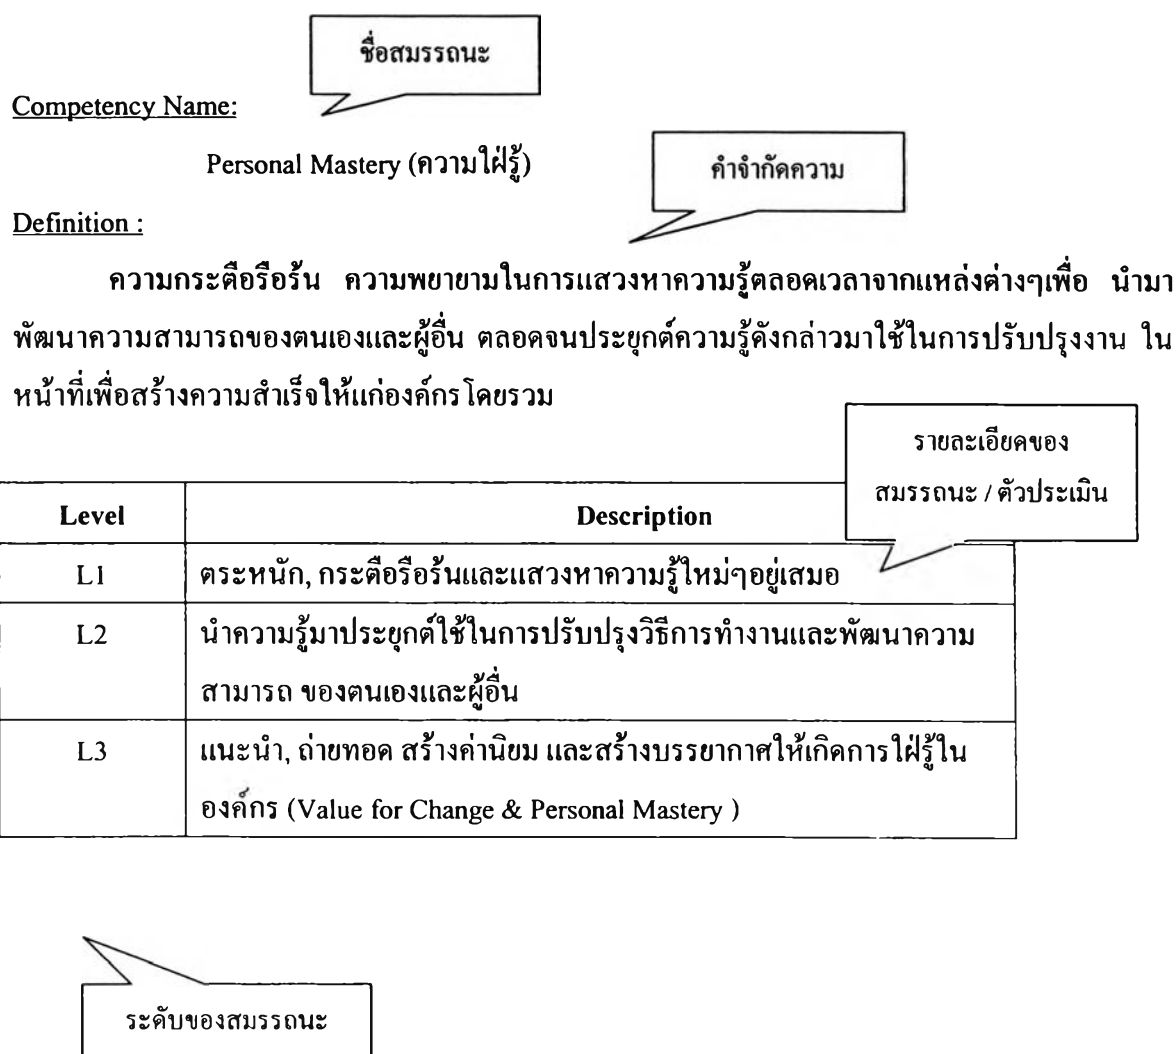 ชื่อสมรรถนะ
Competency Name:
Personal Mastery (ความใฝ่รู้)
คำจำกัดความ
Definition :
ความกระตือรือร้น ความพยายามในการแสวงหาความรู้ตลอดเวลาจากแหล่งต่างๆเพื่อ นำมา
พัฒนาความสามารถของตนเองและผู้อื่น ตลอดจนประยุกต์ความรู้ดังกล่าวมาใช้ในการปรับปรุงงาน ใน
หน้าที่เพื่อสร้างความสำเร็จให้แก่องค์กรโดยรวม
รายละเอียดของ
สมรรถนะ / ตัวประเมิน
Level Description
L1 ตระหนัก, กระตือรือร้นและแสวงหาความรู้ใหม่ๆอยู่เสมอ
L2 นำความรู้มาประยุกต์ใช้ในการปรับปรุงวิธีการทำงานและพัฒนาความ
สามารถ ของตนเองและผู้อื่น
L3 แนะนำ, ถ่ายทอด สร้างค่านิยม และสร้างบรรยากาศให้เกิดการใฝ่รู้ใน
องค์กร (Value for Change & Personal Mastery )
ระดับของสมรรถนะ